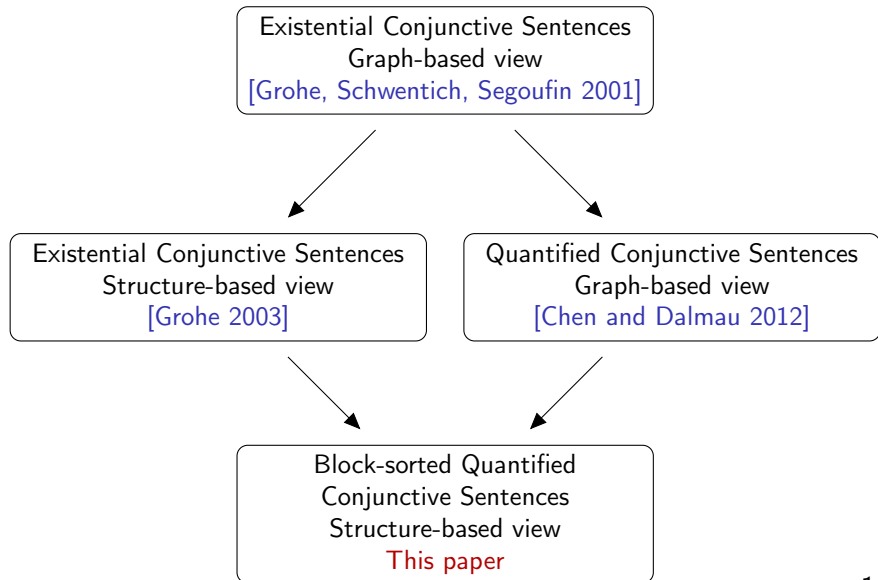 Existential Conjunctive Sentences
Graph-based view
[Grohe, Schwentich, Segoufin 2001]
Existential Conjunctive Sentences
Structure-based view
[Grohe 2003]
Quantified Conjunctive Sentences
Graph-based view
[Chen and Dalmau 2012]
Block-sorted Quantified
Conjunctive Sentences
Structure-based view
This paper